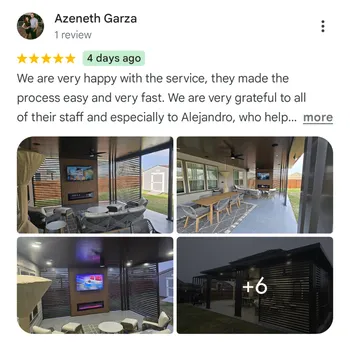 Azeneth Garza
1 review
4 days ago
We are very happy with the service, they made the
process easy and very fast. We are very grateful to all
of their staff and especially to Alejandro, who help... more
+6